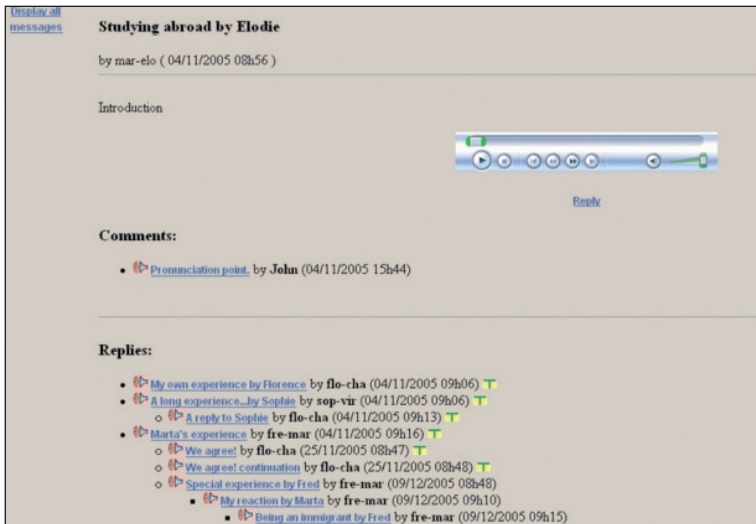 Display all
messages
Studying abroad by Elodie
by mar-elo ( 04/11/2005 08h56 )
Introduction
Reply
Comments:
Pronunciation point. by John (04/11/2005 15h44)
Replies:
My own experience by Florence by flo-cha (04/11/2005 09h06) T
A long experience...by Sophie by sop-vir (04/11/2005 09h06) T
A reply to Sophie by flo-cha (04/11/2005 09h13) T
Marta's experience by fre-mar (04/11/2005 09h16) T
We agree! by flo-cha (25/11/2005 08h47) T
We agree! continuation by flo-cha (25/11/2005 08h48) T
Special experience by Fred by fre-mar (09/12/2005 08h48)
My reaction by Marta by fre-mar (09/12/2005 09h10)
Being an immigrant by Fred by fre-mar (09/12/2005 09h15)